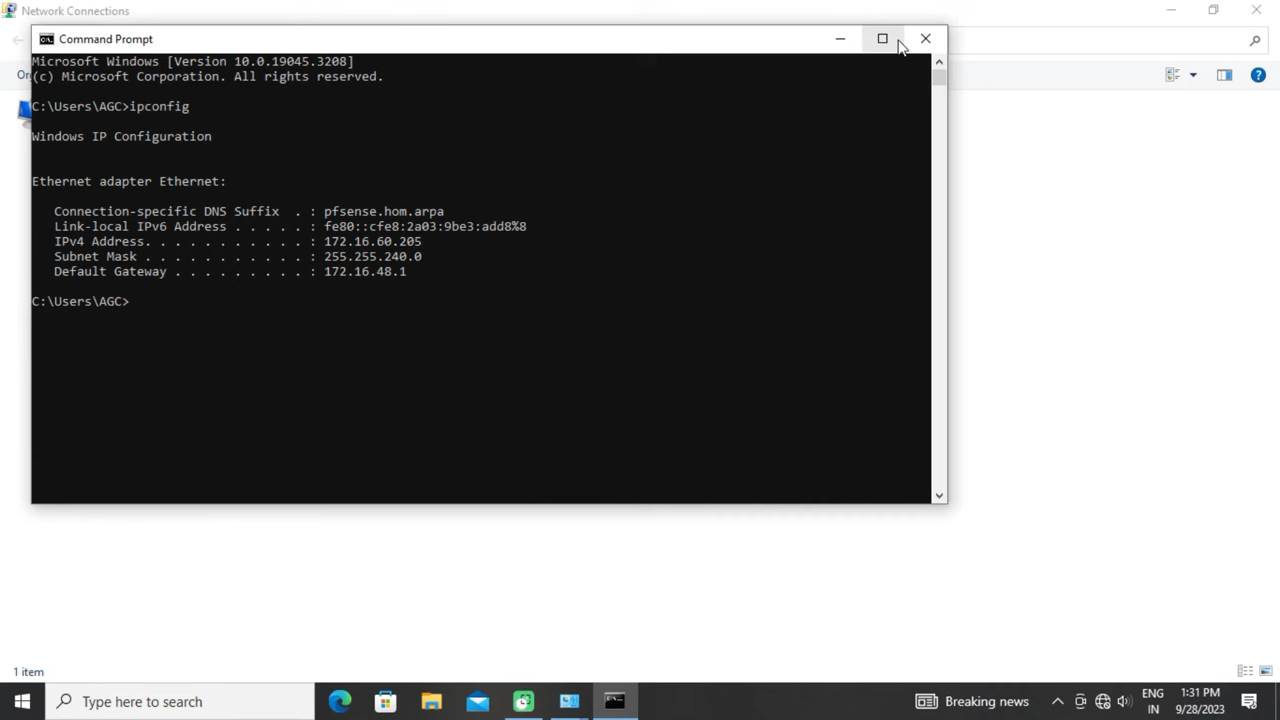 Network Connections
Command Prompt
Microsoft Windows [Version 10.0.19045.3208]
(c) Microsoft Corporation. All rights reserved.
C:\Users\AGC>ipconfig
Windows IP Configuration
Ethernet adapter Ethernet:
Connection-specific DNS Suffix  . : pfsense.hom.arpa
Link-local IPv6 Address . . . . . : fe80::cfe8:2a03:9be3:add8%8
IPv4 Address. . . . . . . . . . . : 172.16.60.205
Subnet Mask . . . . . . . . . . . : 255.255.240.0
Default Gateway . . . . . . . . . : 172.16.48.1
C:\Users\AGC>
1 item
Type here to search
Breaking news
ENG
IN
1:31 PM
9/28/2023